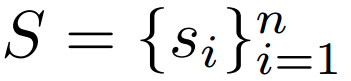 S = {s_i}_{i=1}^n